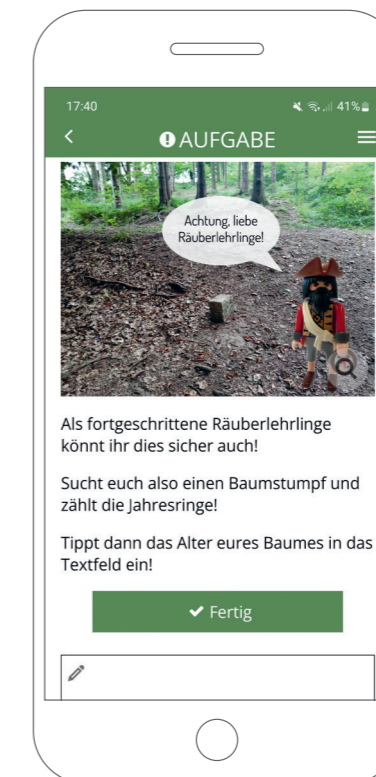 17:40
41%
AUFGABE
Achtung, liebe
Räuberlehrlinge!
Als fortgeschrittene Räuberlehrlinge
könnt ihr dies sicher auch!
Sucht euch also einen Baumstumpf und
zählt die Jahresringe!
Tippt dann das Alter eures Baumes in das
Textfeld ein!
Fertig